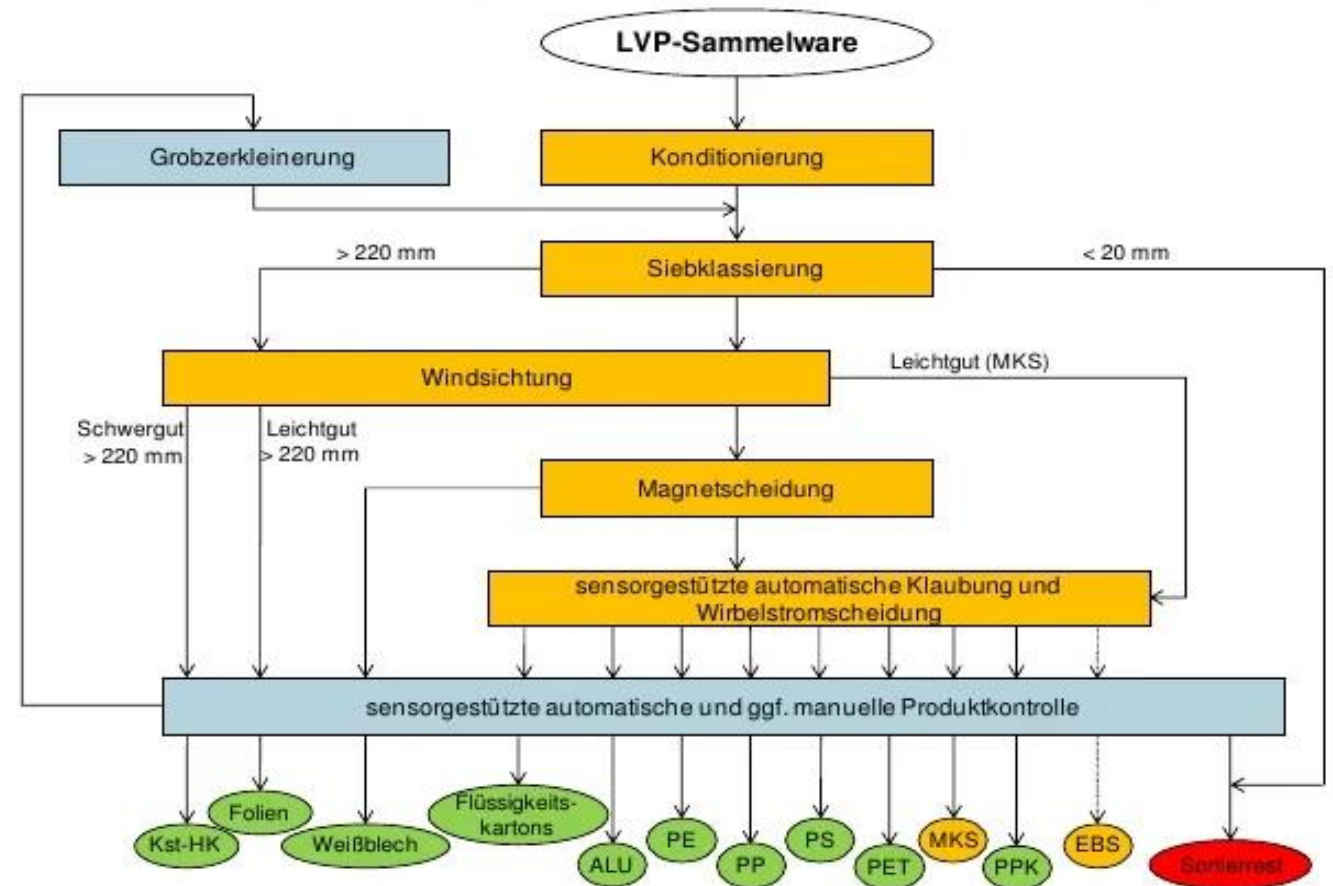 LVP-Sammelware
Grobzerkleinerung
Konditionierung
> 220 mm
Siebklassierung
< 20 mm
Windsichtung
Leichtgut (MKS)
Schwergut
> 220 mm
Leichtgut
> 220 mm
Magnetscheidung
sensorgestützte automatische Klaubung und
Wirbelstromscheidung
sensorgestützte automatische und ggf. manuelle Produktkontrolle
Kst-HK
Folien
Weißblech
Flüssigkeits-
kartons
ALU
PE
PP
PS
PET
MKS
PPK
EBS
Sortierrest